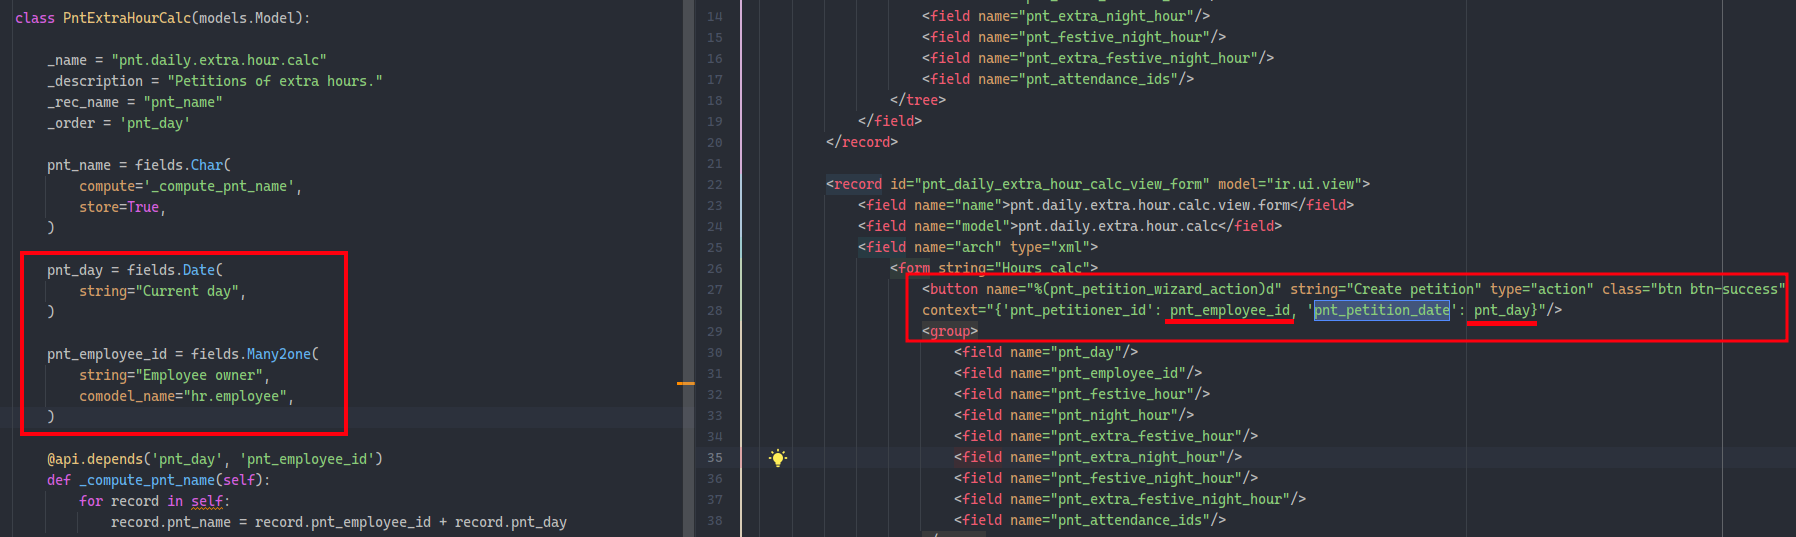 class PntExtraHourCalc(models.Model):
_name = "pnt.daily.extra.hour.calc"
_description = "Petitions of extra hours."
_rec_name = "pnt_name"
_order = 'pnt_day'
pnt_name = fields.Char(
compute='_compute_pnt_name',
store=True,
)
pnt_day = fields.Date(
string="Current day",
)
pnt_employee_id = fields.Many2one(
string="Employee owner",
comodel_name="hr.employee",
)
@api.depends('pnt_day', 'pnt_employee_id')
def _compute_pnt_name(self):
for record in self:
record.pnt_name = record.pnt_employee_id + record.pnt_day
14 <field name="pnt_extra_night_hour"/>
15 <field name="pnt_festive_night_hour"/>
16 <field name="pnt_extra_festive_night_hour"/>
17 <field name="pnt_attendance_ids"/>
18 </tree>
19 </field>
20 </record>
21
22 <record id="pnt_daily_extra_hour_calc_view_form" model="ir.ui.view">
23 <field name="name">pnt.daily.extra.hour.calc.view.form</field>
24 <field name="model">pnt.daily.extra.hour.calc</field>
25 <field name="arch" type="xml">
26 <form string="Hours calc">
27 <button name="%(pnt_petition_wizard_action)d" string="Create petition" type="action" class="btn btn-success"
28 context="{'pnt_petitioner_id': pnt_employee_id, 'pnt_petition_date': pnt_day}"/>
29 <group>
30 <field name="pnt_day"/>
31 <field name="pnt_employee_id"/>
32 <field name="pnt_festive_hour"/>
33 <field name="pnt_night_hour"/>
34 <field name="pnt_extra_festive_hour"/>
35 <field name="pnt_extra_night_hour"/>
36 <field name="pnt_festive_night_hour"/>
37 <field name="pnt_extra_festive_night_hour"/>
38 <field name="pnt_attendance_ids"/>